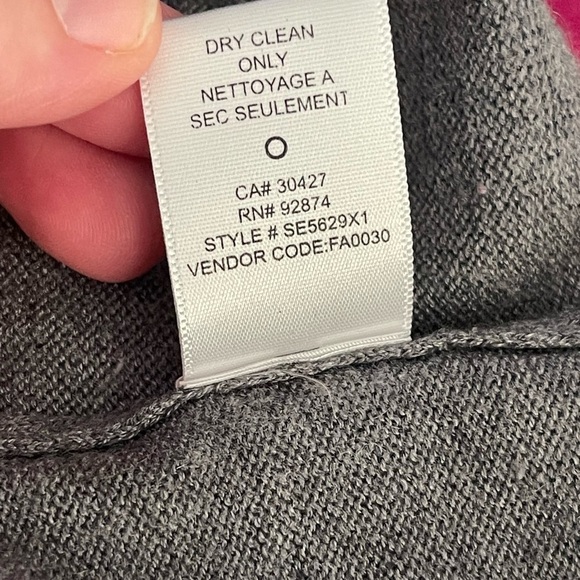 DRY CLEAN
ONLY
NETTOYAGE A
SEC SEULEMENT
CA# 30427
RN# 92874
STYLE # SE5629X1
VENDOR CODE:FA0030